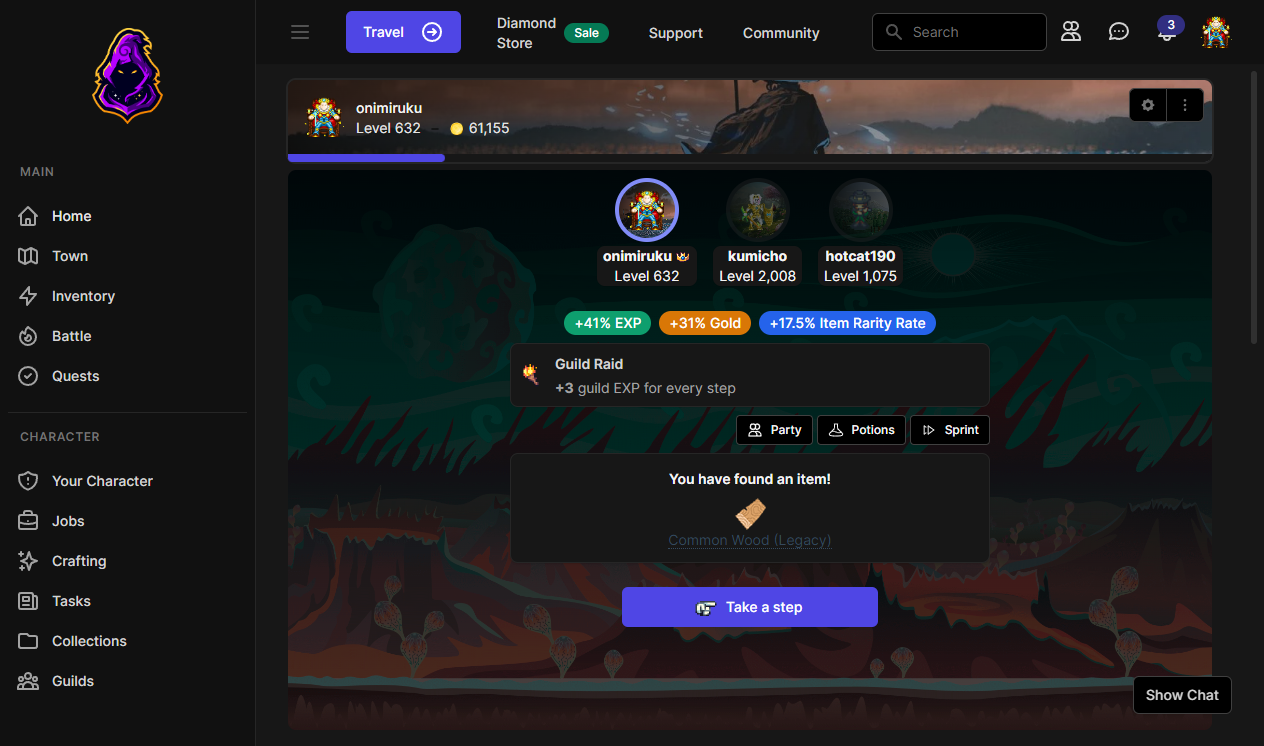 MAIN
Home
Town
Inventory
Battle
Quests
CHARACTER
Your Character
Jobs
Crafting
Tasks
Collections
Guilds
Travel
Diamond
Store
Sale
Support
Community
Search
3
onimiruku
Level 632
61,155
onimiruku
Level 632
kumicho
Level 2,008
hotcat190
Level 1,075
+41% EXP
+31% Gold
+17.5% Item Rarity Rate
Guild Raid
+3 guild EXP for every step
Party
Potions
Sprint
You have found an item!
Common Wood (Legacy)
Take a step
Show Chat